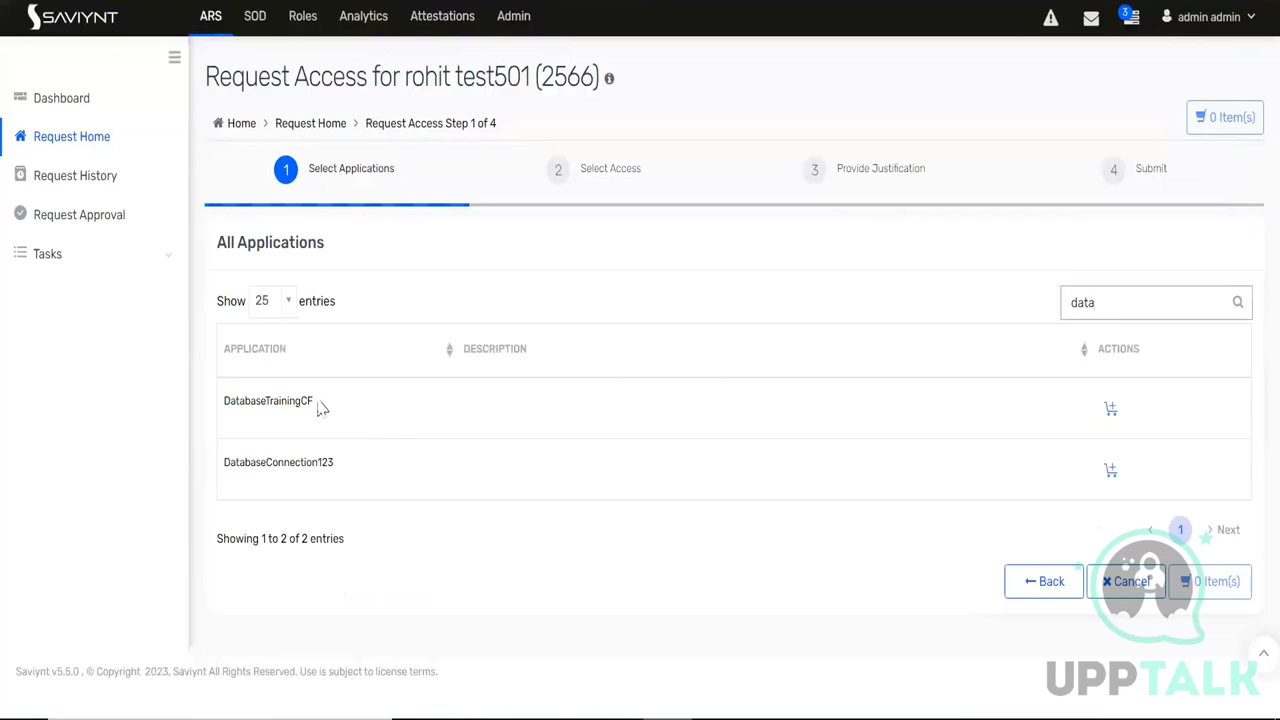 SAVIYNT
ARS SOD Roles Analytics Attestations Admin
3
admin admin
Dashboard
Request Home
Request History
Request Approval
Tasks
Request Access for rohit test501 (2566)
Home > Request Home > Request Access Step 1 of 4
0 Item(s)
1 Select Applications
2 Select Access
3 Provide Justification
4 Submit
All Applications
Show 25 entries
data
APPLICATION DESCRIPTION ACTIONS
DatabaseTrainingCF
DatabaseConnection123
Showing 1 to 2 of 2 entries
1 Next
Back
Cancel
0 Item(s)
Saviynt v5.5.0 , © Copyright 2023, Saviynt All Rights Reserved. Use is subject to license terms.
UPPTALK